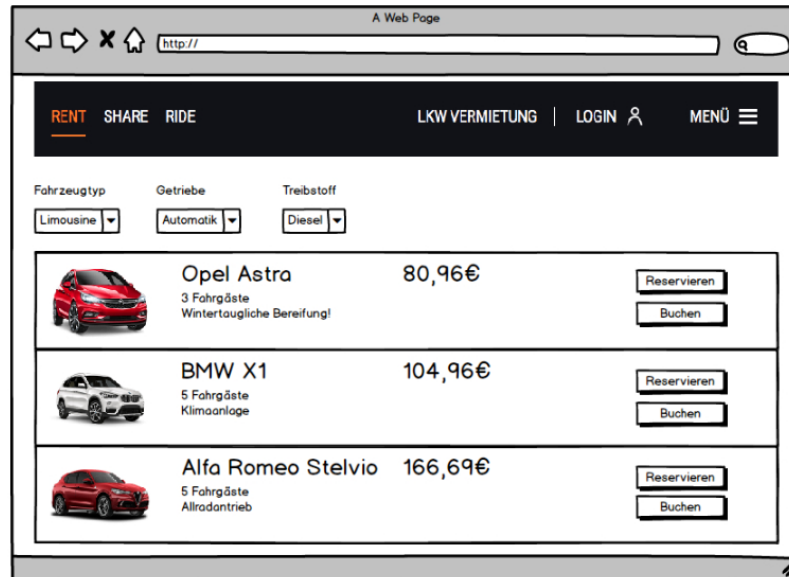 A Web Page
http://
RENT SHARE RIDE LKW VERMIETUNG LOGIN MENÜ
Fahrzeugtyp Getriebe Treibstoff
Limousine Automatik Diesel
Opel Astra 80,96€
3 Fahrgäste
Wintertaugliche Bereifung!
Reservieren
Buchen
BMW X1 104,96€
5 Fahrgäste
Klimaanlage
Reservieren
Buchen
Alfa Romeo Stelvio 166,69€
5 Fahrgäste
Allradantrieb
Reservieren
Buchen